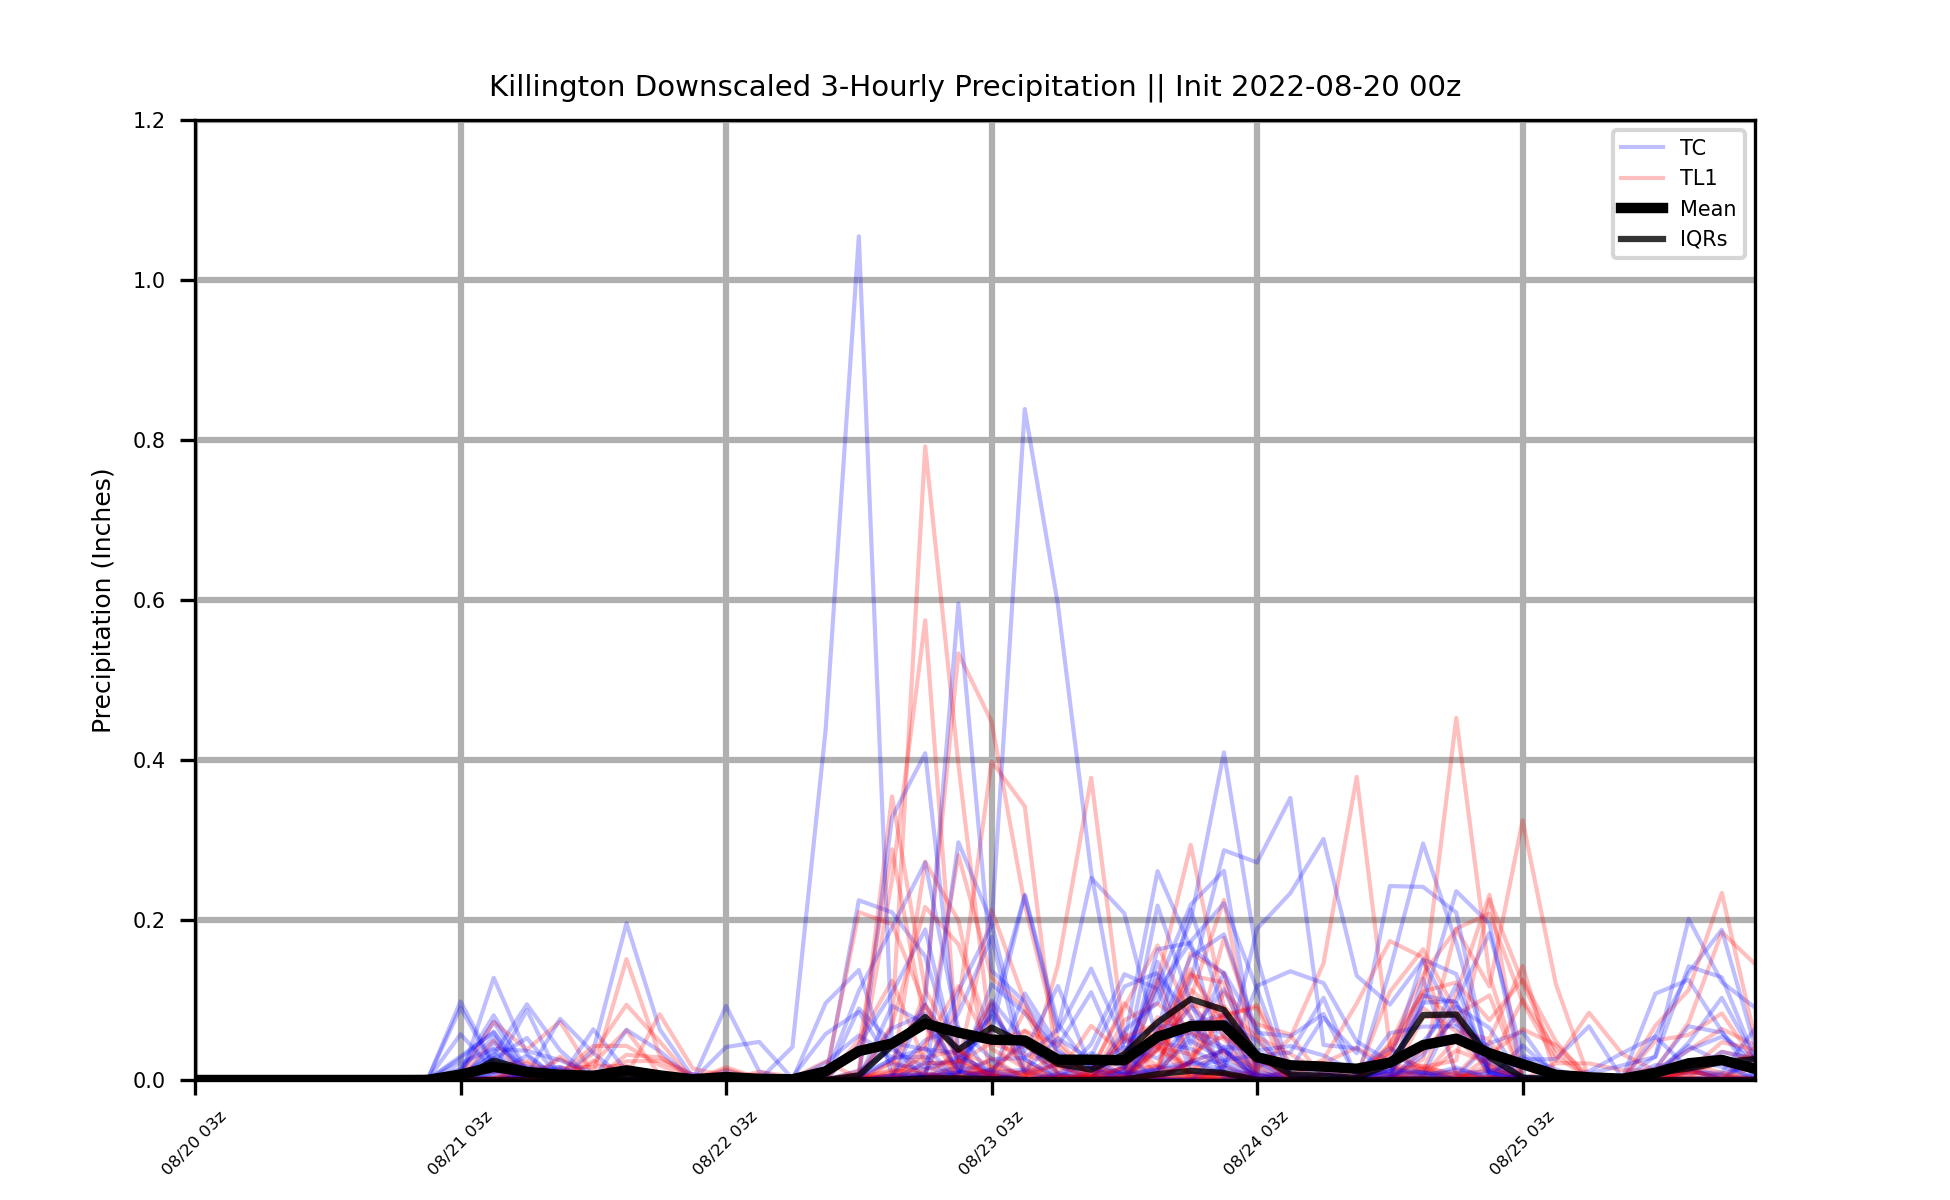 Killington Downscaled 3-Hourly Precipitation || Init 2022-08-20 00z
1.2
1.0
0.8
0.6
0.4
0.2
0.0
Precipitation (Inches)
TC
TL1
Mean
IQRs
08/20 03z
08/21 03z
08/22 03z
08/23 03z
08/24 03z
08/25 03z